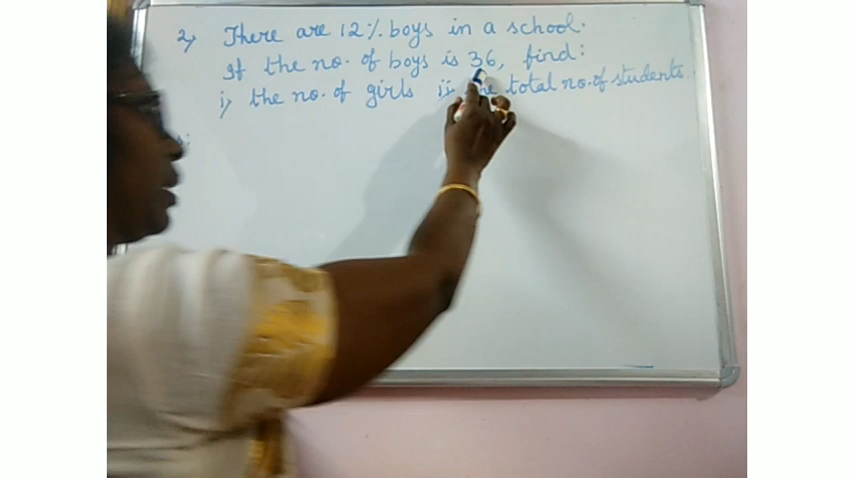 2) There are 12% boys in a school.
If the no. of boys is 36, find:
i) the no. of girls ii) the total no. of students